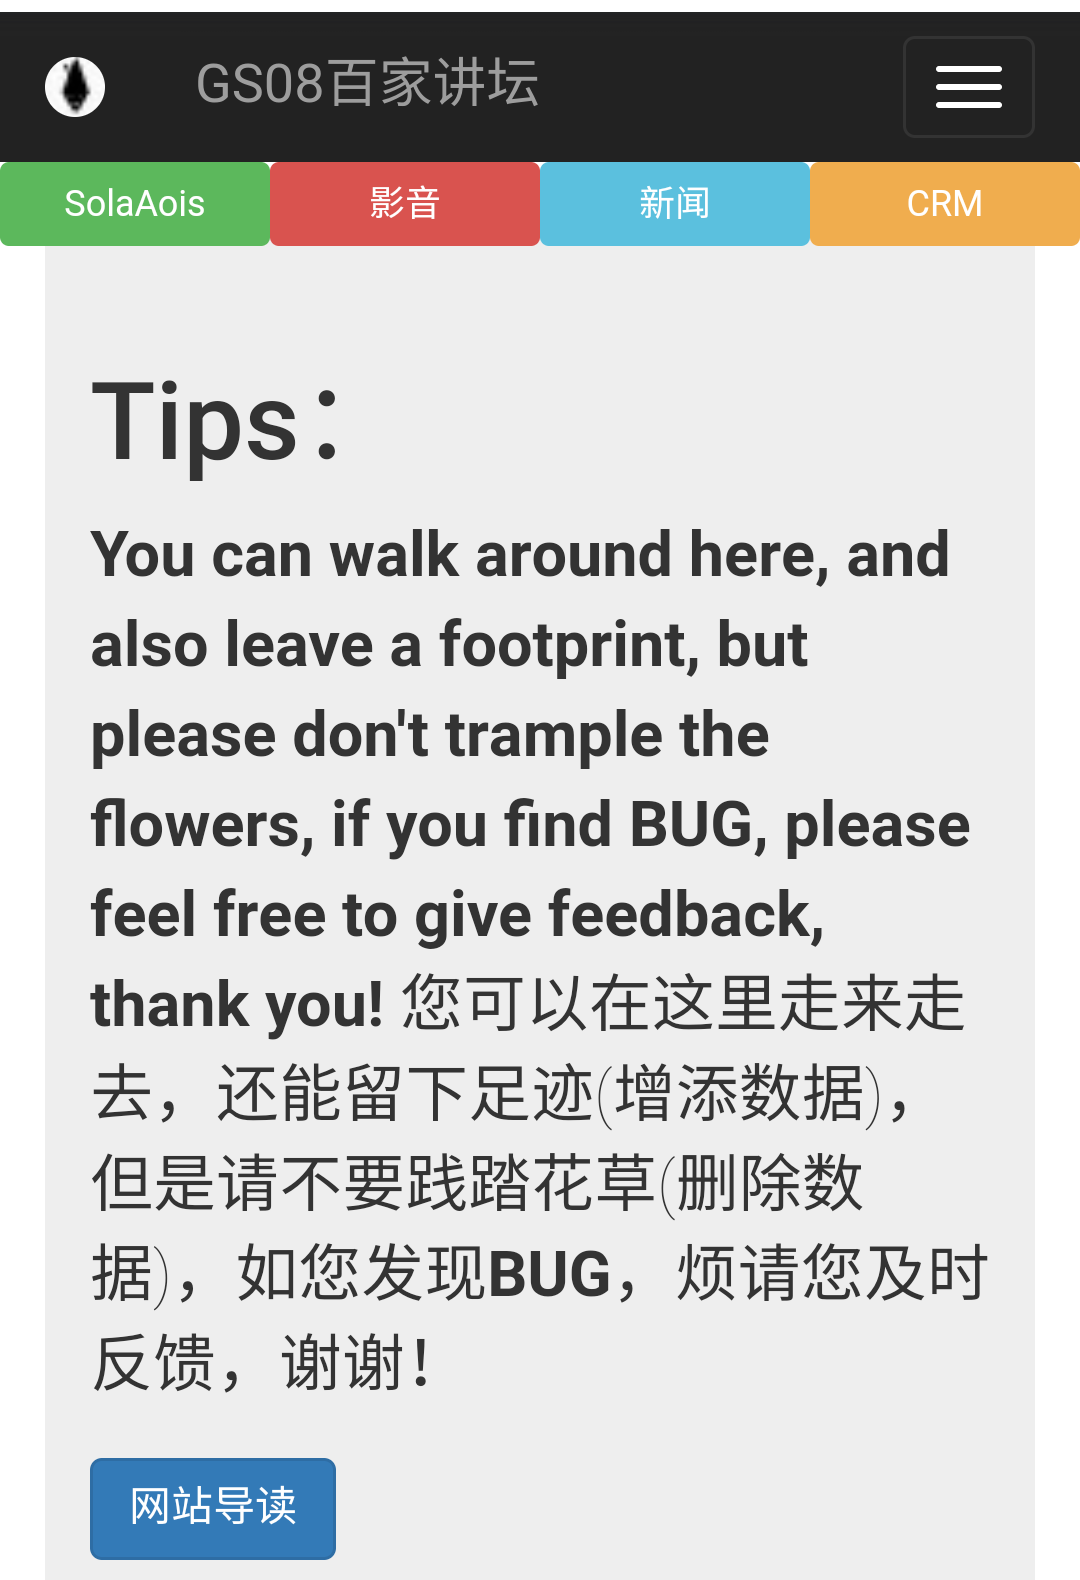 GS08百家讲坛
SolaAois
影音
新闻
CRM
Tips：
You can walk around here, and
also leave a footprint, but
please don't trample the
flowers, if you find BUG, please
feel free to give feedback,
thank you! 您可以在这里走来走
去，还能留下足迹(增添数据)，
但是请不要践踏花草(删除数
据)，如您发现BUG，烦请您及时
反馈，谢谢！
网站导读